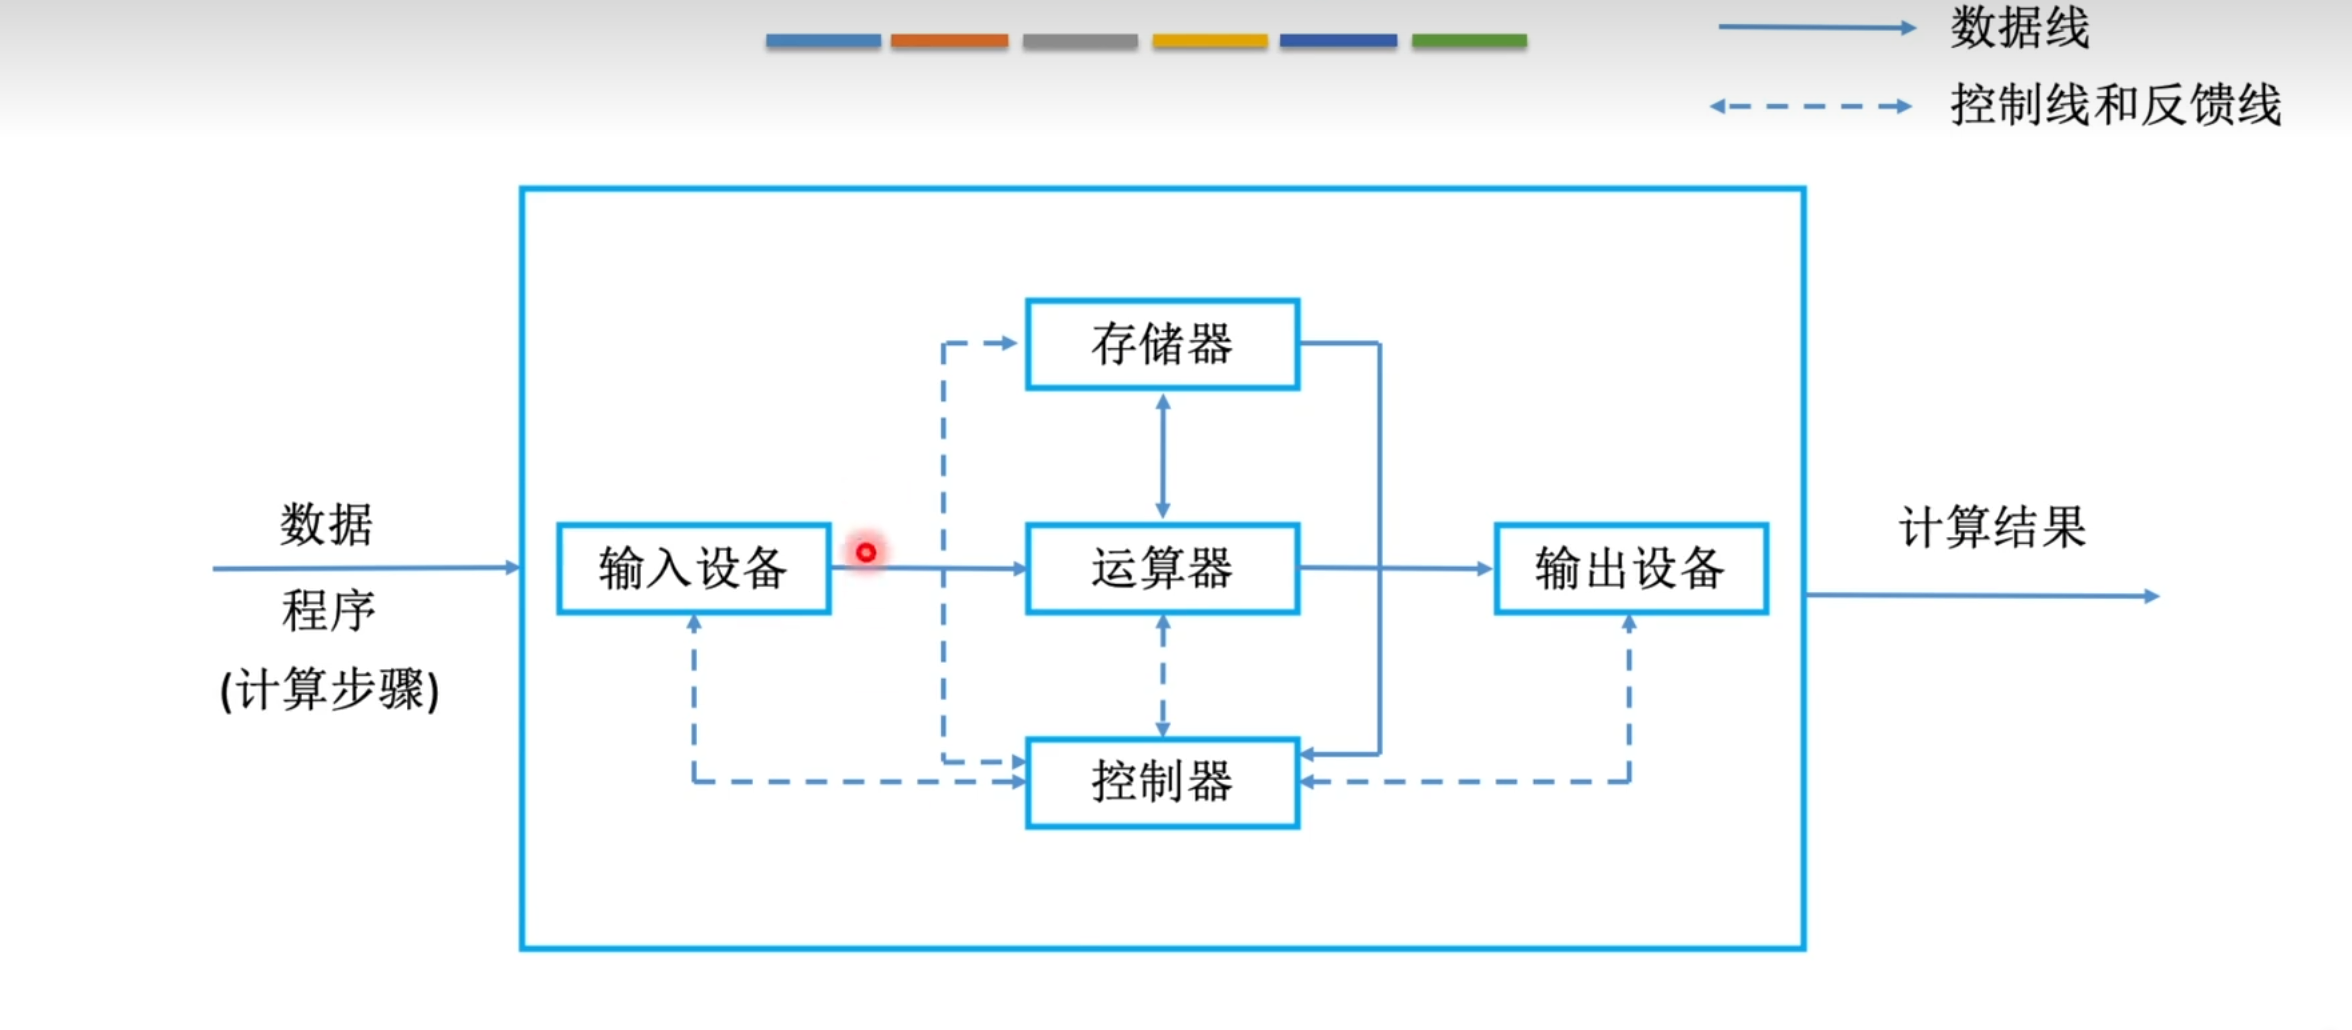 数据线
控制线和反馈线
存储器
数据
程序
(计算步骤)
输入设备
运算器
输出设备
计算结果
控制器